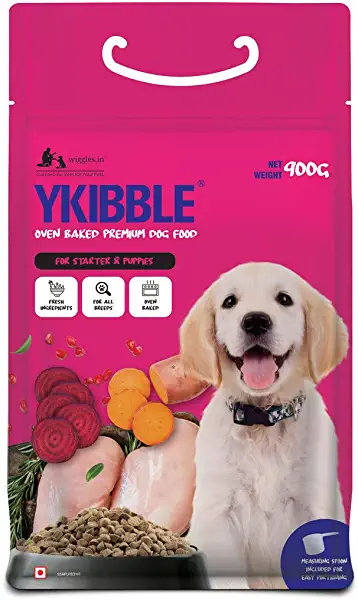 wiggles.in
NET
WEIGHT 900G
YKIBBLE®
OVEN BAKED PREMIUM DOG FOOD
FOR STARTER & PUPPIES
FRESH
INGREDIENTS
FOR ALL
BREEDS
OVEN
BAKED
MEASURING SPOON
INCLUDED FOR
EASY PORTIONING